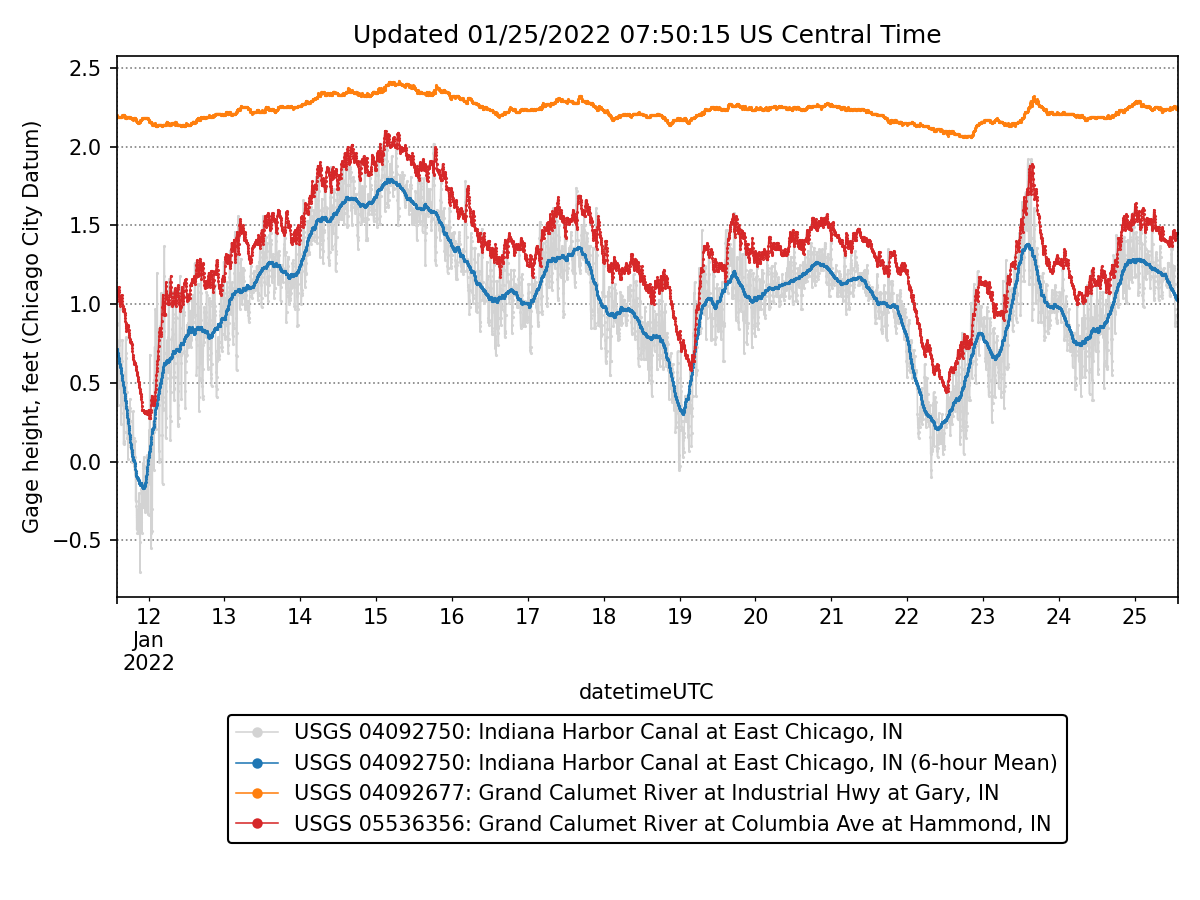 Updated 01/25/2022 07:50:15 US Central Time
Gage height, feet (Chicago City Datum)
2.5
2.0
1.5
1.0
0.5
0.0
−0.5
12 13 14 15 16 17 18 19 20 21 22 23 24 25
Jan
2022
datetimeUTC
USGS 04092750: Indiana Harbor Canal at East Chicago, IN
USGS 04092750: Indiana Harbor Canal at East Chicago, IN (6-hour Mean)
USGS 04092677: Grand Calumet River at Industrial Hwy at Gary, IN
USGS 05536356: Grand Calumet River at Columbia Ave at Hammond, IN